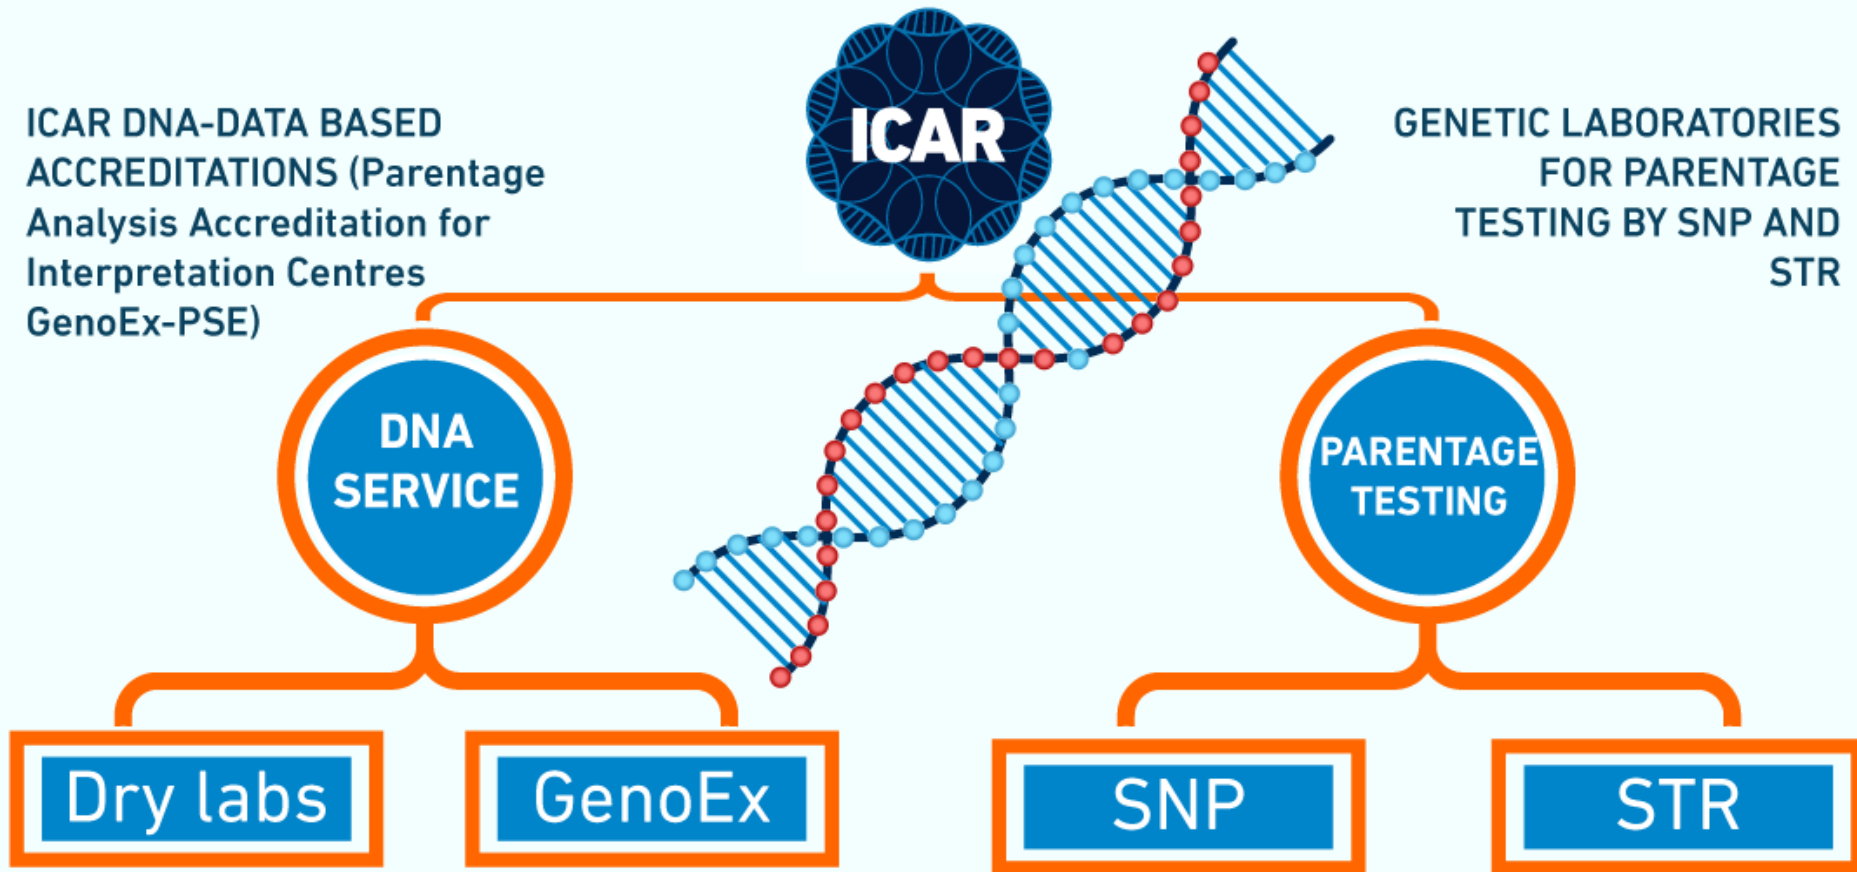 ICAR
ICAR DNA-DATA BASED
ACCREDITATIONS (Parentage
Analysis Accreditation for
Interpretation Centres
GenoEx-PSE)
GENETIC LABORATORIES
FOR PARENTAGE
TESTING BY SNP AND
STR
DNA
SERVICE
PARENTAGE
TESTING
Dry labs
GenoEx
SNP
STR